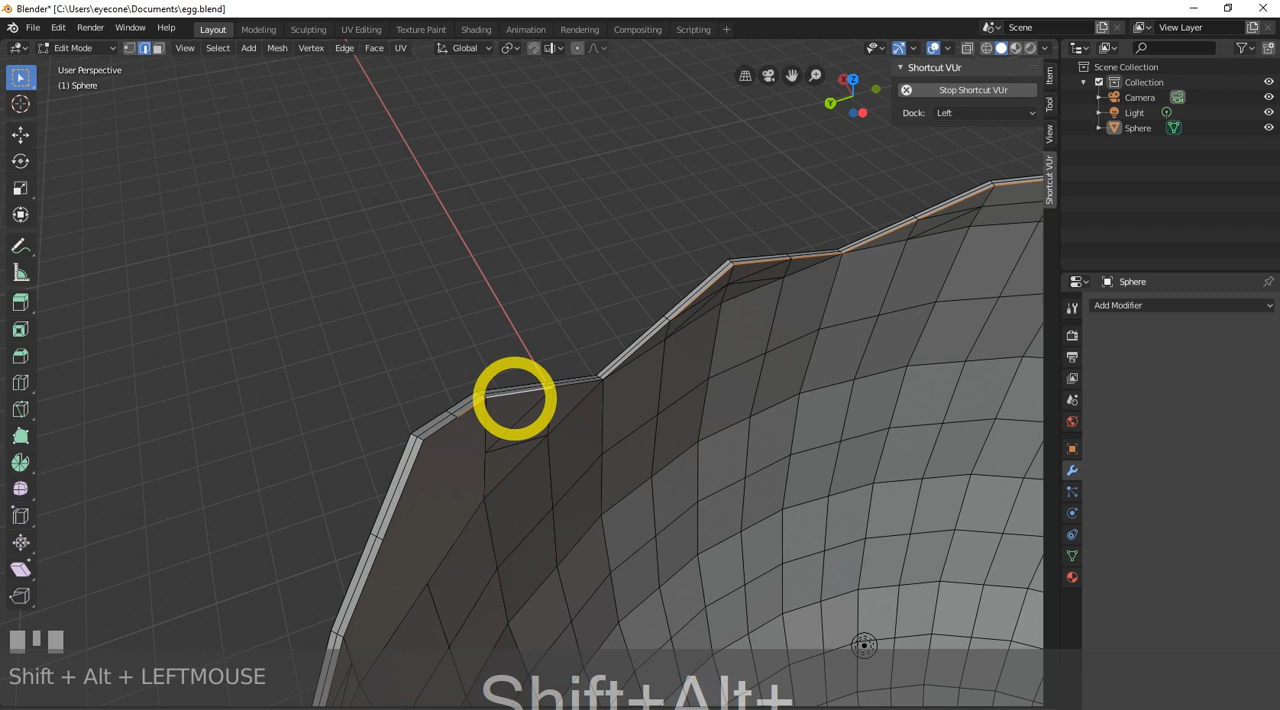 Blender* [C:\Users\eyecone\Documents\egg.blend]
File Edit Render Window Help Layout Modeling Sculpting UV Editing Texture Paint Shading Animation Rendering Compositing Scripting + Scene View Layer
Edit Mode View Select Add Mesh Vertex Edge Face UV Global
User Perspective
(1) Sphere
Shortcut VUr
Stop Shortcut VUr
Dock: Left
Item
Tool
View
Shortcut VUr
X
Z
Y
Scene Collection
Collection
Camera
Light
Sphere
Sphere
Add Modifier
Shift + Alt + LEFTMOUSE
Shift+Alt+